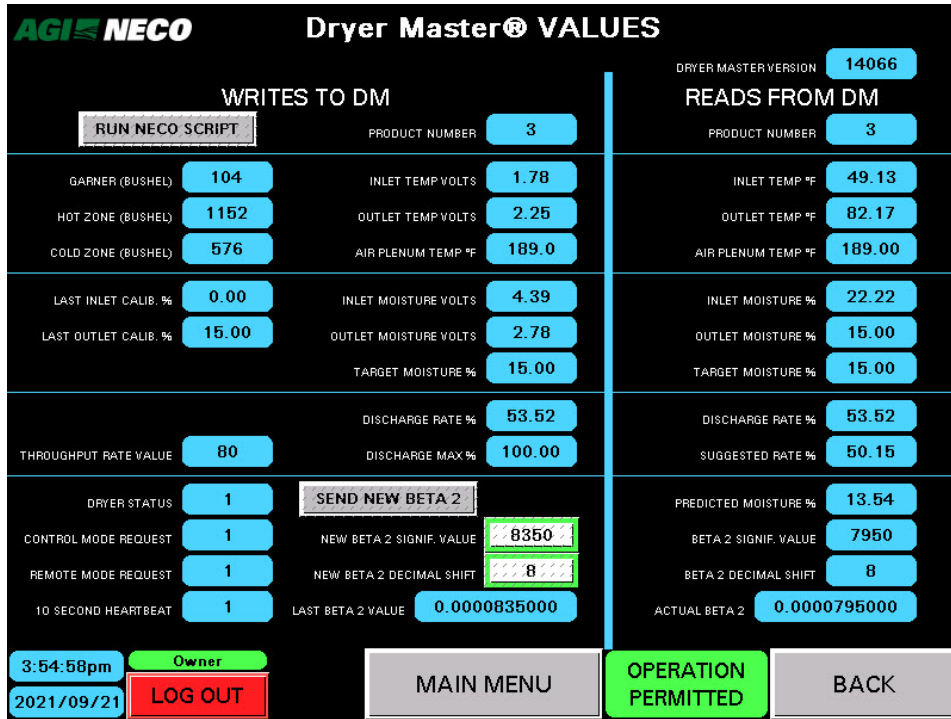 AGI NECO Dryer Master® VALUES
DRYER MASTER VERSION 14066
WRITES TO DM READS FROM DM
RUN NECO SCRIPT PRODUCT NUMBER 3 PRODUCT NUMBER 3
GARNER (BUSHEL) 104 INLET TEMP VOLTS 1.78 INLET TEMP ºF 49.13
HOT ZONE (BUSHEL) 1152 OUTLET TEMP VOLTS 2.25 OUTLET TEMP ºF 82.17
COLD ZONE (BUSHEL) 576 AIR PLENUM TEMP ºF 189.0 AIR PLENUM TEMP ºF 189.00
LAST INLET CALIB. % 0.00 INLET MOISTURE VOLTS 4.39 INLET MOISTURE % 22.22
LAST OUTLET CALIB. % 15.00 OUTLET MOISTURE VOLTS 2.78 OUTLET MOISTURE % 15.00
TARGET MOISTURE % 15.00 TARGET MOISTURE % 15.00
DISCHARGE RATE % 53.52 DISCHARGE RATE % 53.52
THROUGHPUT RATE VALUE 80 DISCHARGE MAX % 100.00 SUGGESTED RATE % 50.15
DRYER STATUS 1 SEND NEW BETA 2 PREDICTED MOISTURE % 13.54
CONTROL MODE REQUEST 1 NEW BETA 2 SIGNIF. VALUE 8350 BETA 2 SIGNIF. VALUE 7950
REMOTE MODE REQUEST 1 NEW BETA 2 DECIMAL SHIFT 8 BETA 2 DECIMAL SHIFT 8
10 SECOND HEARTBEAT 1 LAST BETA 2 VALUE 0.0000835000 ACTUAL BETA 2 0.0000795000
3:54:58pm Owner
2021/09/21 LOG OUT MAIN MENU OPERATION PERMITTED BACK